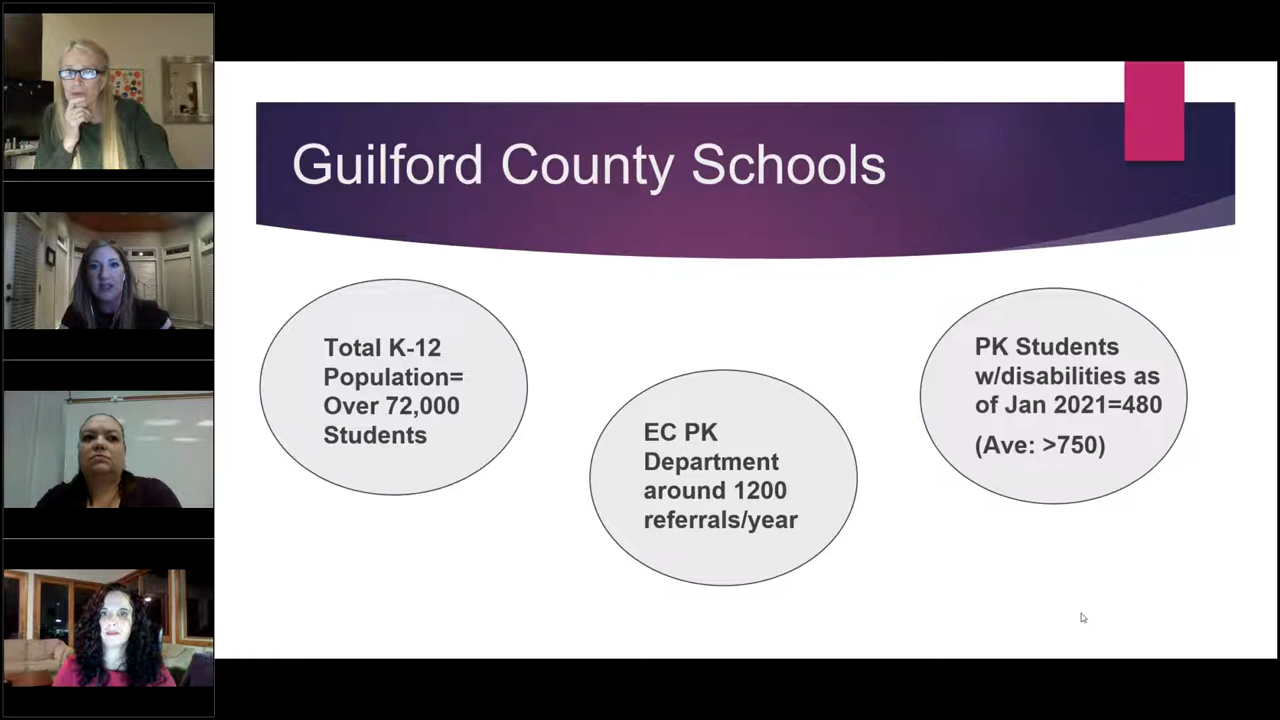 Guilford County Schools
Total K-12
Population=
Over 72,000
Students
EC PK
Department
around 1200
referrals/year
PK Students
w/disabilities as
of Jan 2021=480
(Ave: >750)